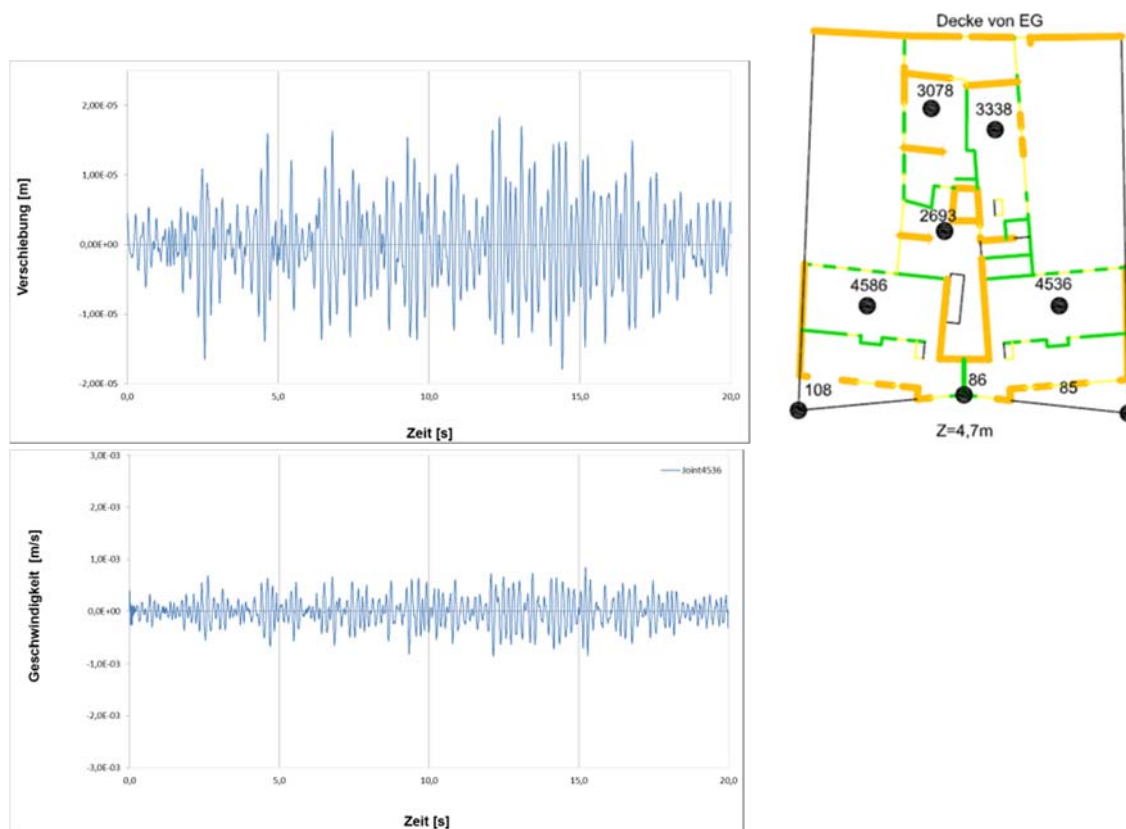 Decke von EG
Verschiebung [m]
2,00E-05
1,00E-05
0,00E+00
-1,00E-05
-2,00E-05
0,0
5,0
10,0
15,0
20,0
Zeit [s]
3078
3338
2693
4586
4536
108
86
85
Z=4,7m
Geschwindigkeit [m/s]
3,0E-03
Joint4536
2,0E-03
1,0E-03
0,0E+00
-1,0E-03
-2,0E-03
-3,0E-03
0,0
5,0
10,0
15,0
20,0
Zeit [s]